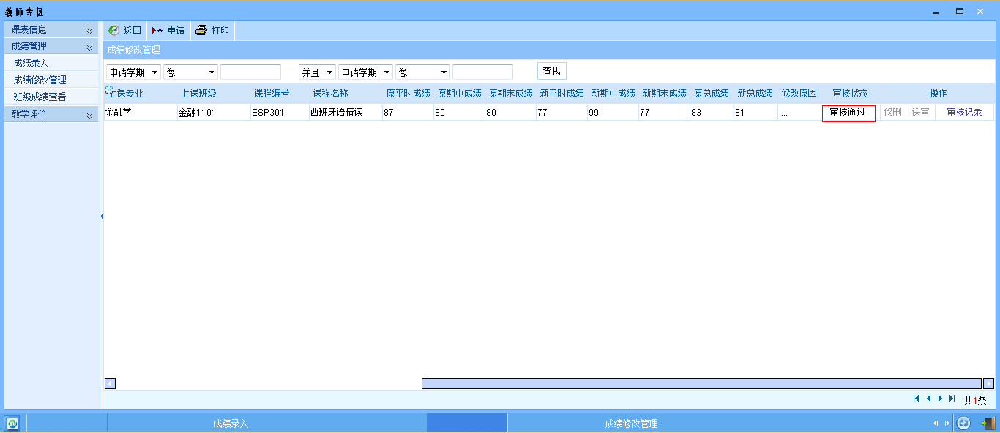 教师专区
课表信息
成绩管理
成绩录入
成绩修改管理
班级成绩查看
教学评价
返回 申请 打印
成绩修改管理
申请学期 像 并且 申请学期 像 查找
上课专业 上课班级 课程编号 课程名称 原平时成绩 原期中成绩 原期末成绩 新平时成绩 新期中成绩 新期末成绩 原总成绩 新总成绩 修改原因 审核状态 操作
金融学 金融1101 ESP301 西班牙语精读 87 80 80 77 99 77 83 81 .... 审核通过 修删 送审 审核记录
共1条
成绩录入 成绩修改管理